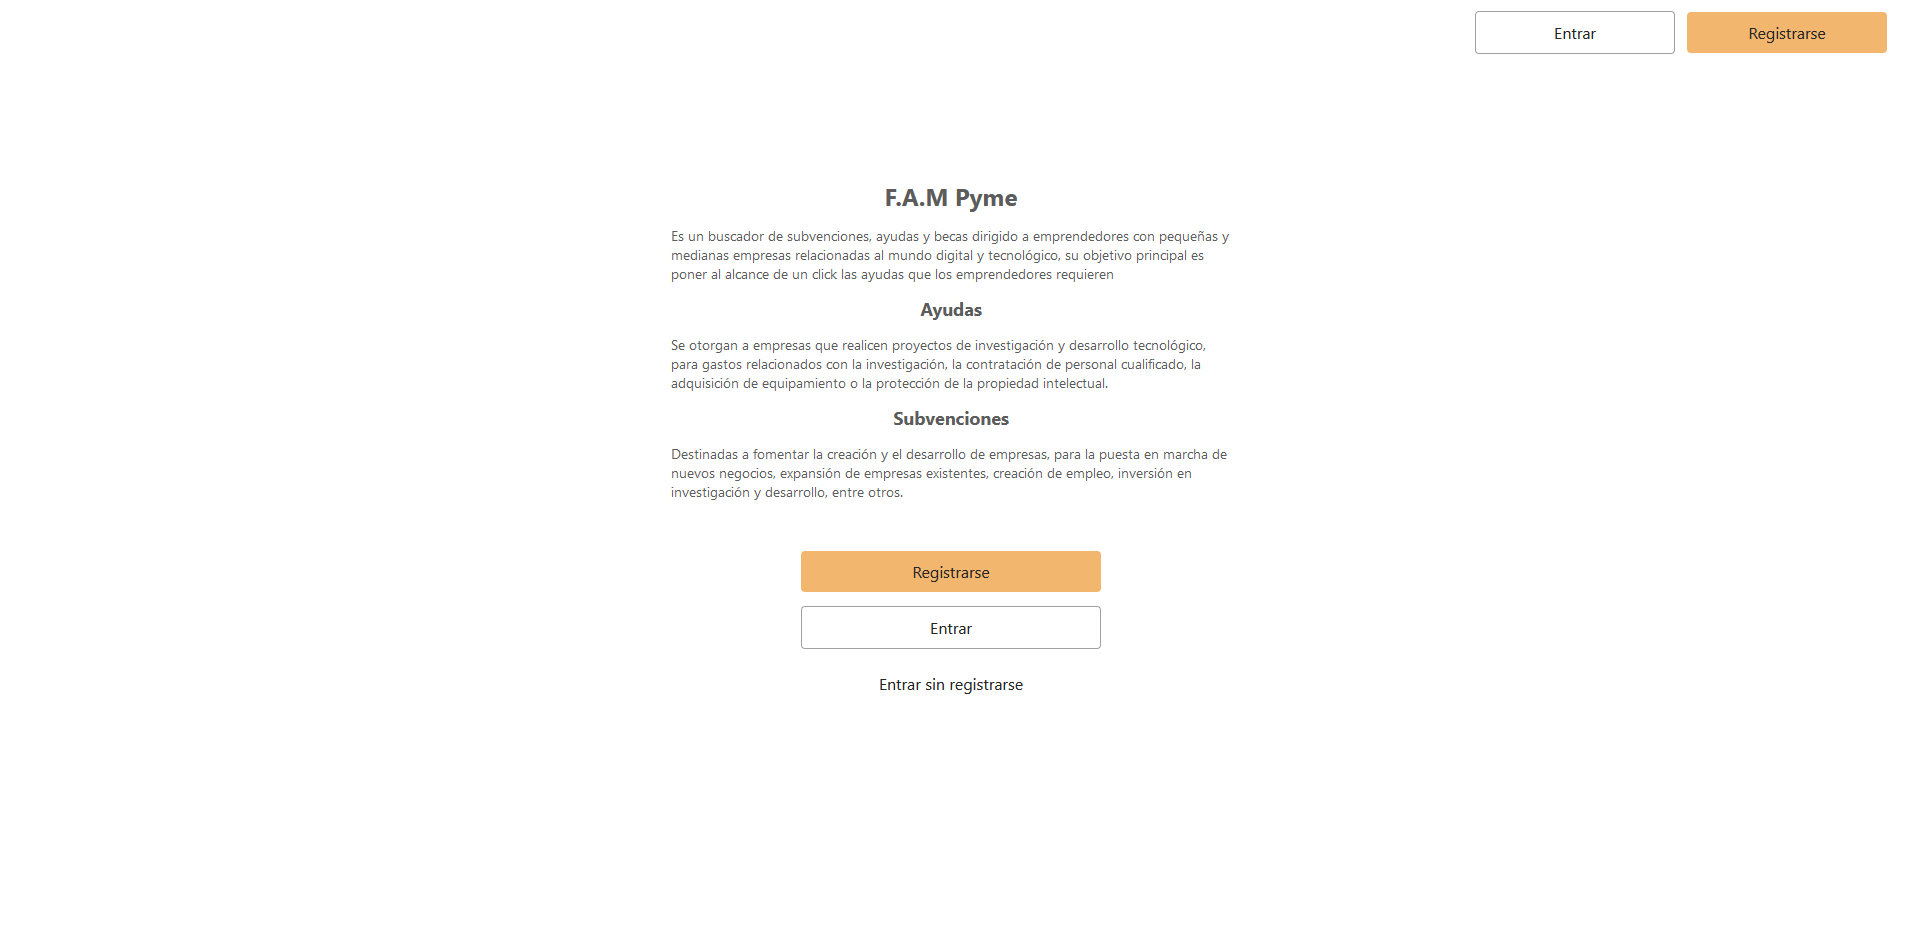 Entrar
Registrarse
F.A.M Pyme
Es un buscador de subvenciones, ayudas y becas dirigido a emprendedores con pequeñas y
medianas empresas relacionadas al mundo digital y tecnológico, su objetivo principal es
poner al alcance de un click las ayudas que los emprendedores requieren
Ayudas
Se otorgan a empresas que realicen proyectos de investigación y desarrollo tecnológico,
para gastos relacionados con la investigación, la contratación de personal cualificado, la
adquisición de equipamiento o la protección de la propiedad intelectual.
Subvenciones
Destinadas a fomentar la creación y el desarrollo de empresas, para la puesta en marcha de
nuevos negocios, expansión de empresas existentes, creación de empleo, inversión en
investigación y desarrollo, entre otros.
Registrarse
Entrar
Entrar sin registrarse